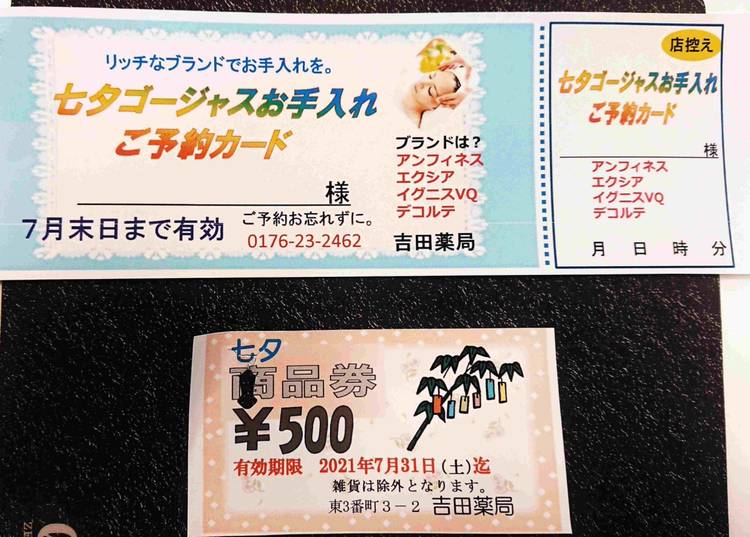 リッチなブランドでお手入れを。
七夕ゴージャスお手入れ
ご予約カード
様
7月末日まで有効
ご予約お忘れずに。
0176-23-2462
ブランドは?
アンフィネス
エクシア
イグニスVQ
デコルテ
吉田薬局
店控え
七夕ゴージャスお手入れ
ご予約カード
様
アンフィネス
エクシア
イグニスVQ
デコルテ
月 日 時 分
七夕
商品券
¥500
有効期限 2021年7月31日(土)迄
雑貨は除外となります。
東3番町3-2 吉田薬局